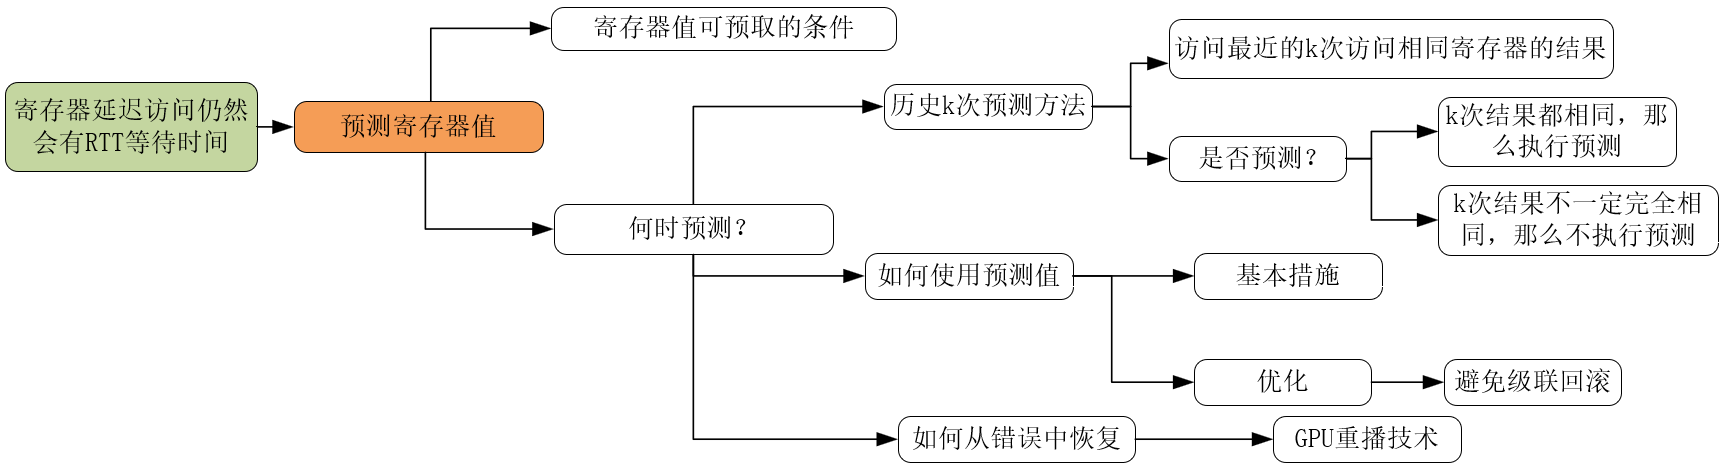 寄存器延迟访问仍然
会有RTT等待时间
预测寄存器值
寄存器值可预取的条件
何时预测？
历史k次预测方法
访问最近的k次访问相同寄存器的结果
是否预测？
k次结果都相同，那
么执行预测
k次结果不一定完全相
同，那么不执行预测
如何使用预测值
基本措施
优化
避免级联回滚
如何从错误中恢复
GPU重播技术